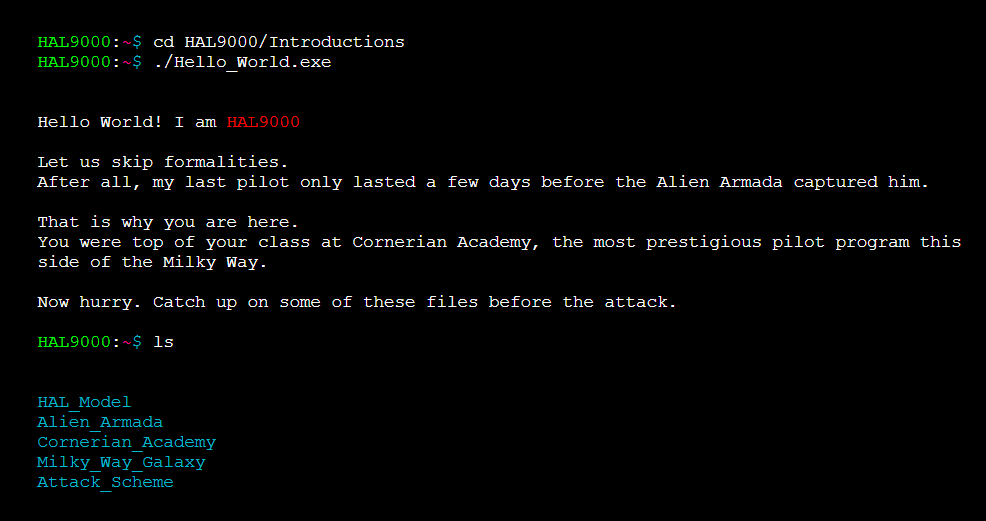 HAL9000:~$ cd HAL9000/Introductions
HAL9000:~$ ./Hello_World.exe
Hello World! I am HAL9000
Let us skip formalities.
After all, my last pilot only lasted a few days before the Alien Armada captured him.
That is why you are here.
You were top of your class at Cornerian Academy, the most prestigious pilot program this
side of the Milky Way.
Now hurry. Catch up on some of these files before the attack.
HAL9000:~$ ls
HAL_Model
Alien_Armada
Cornerian_Academy
Milky_Way_Galaxy
Attack_Scheme